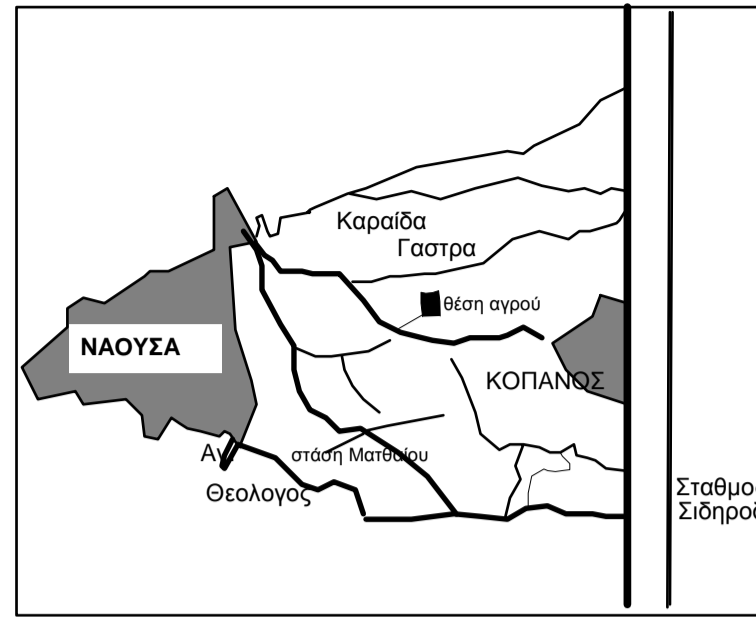 Καραίδα
Γαστρα
θέση αγρού
ΝΑΟΥΣΑ
ΚΟΠΑΝΟΣ
στάση Ματθαίου
Θεολογος